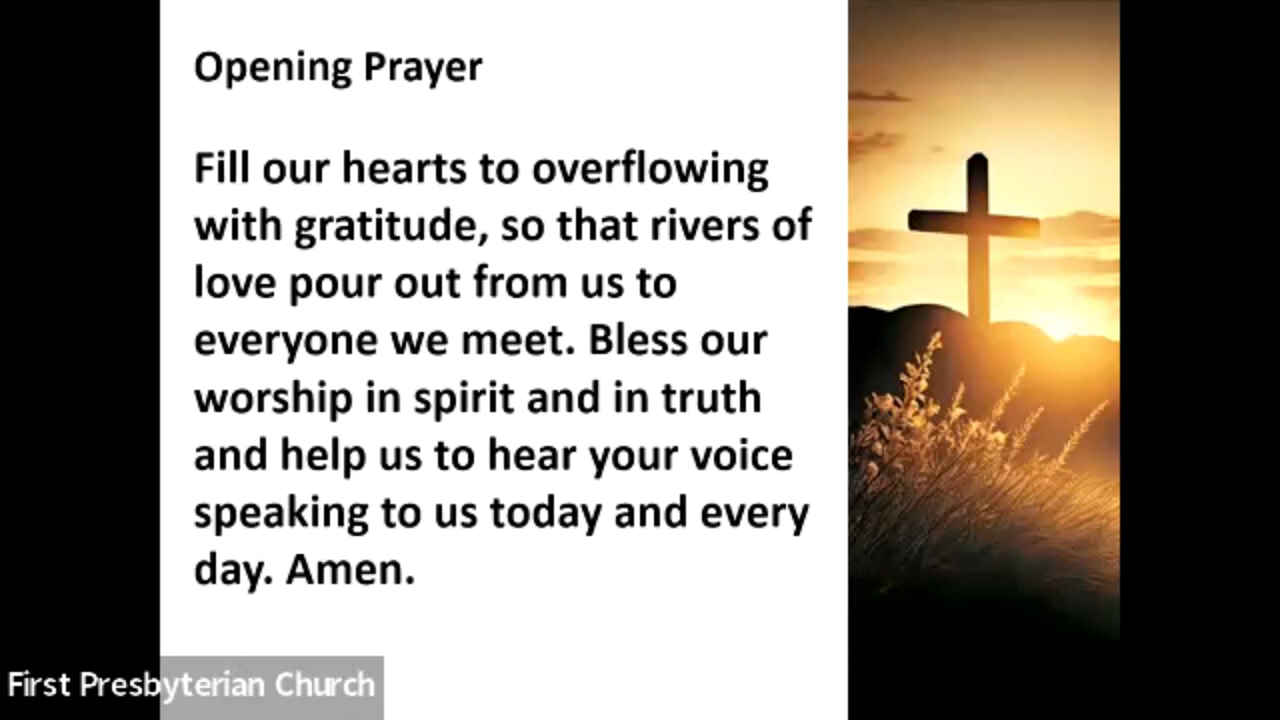 Opening Prayer
Fill our hearts to overflowing
with gratitude, so that rivers of
love pour out from us to
everyone we meet. Bless our
worship in spirit and in truth
and help us to hear your voice
speaking to us today and every
day. Amen.
First Presbyterian Church